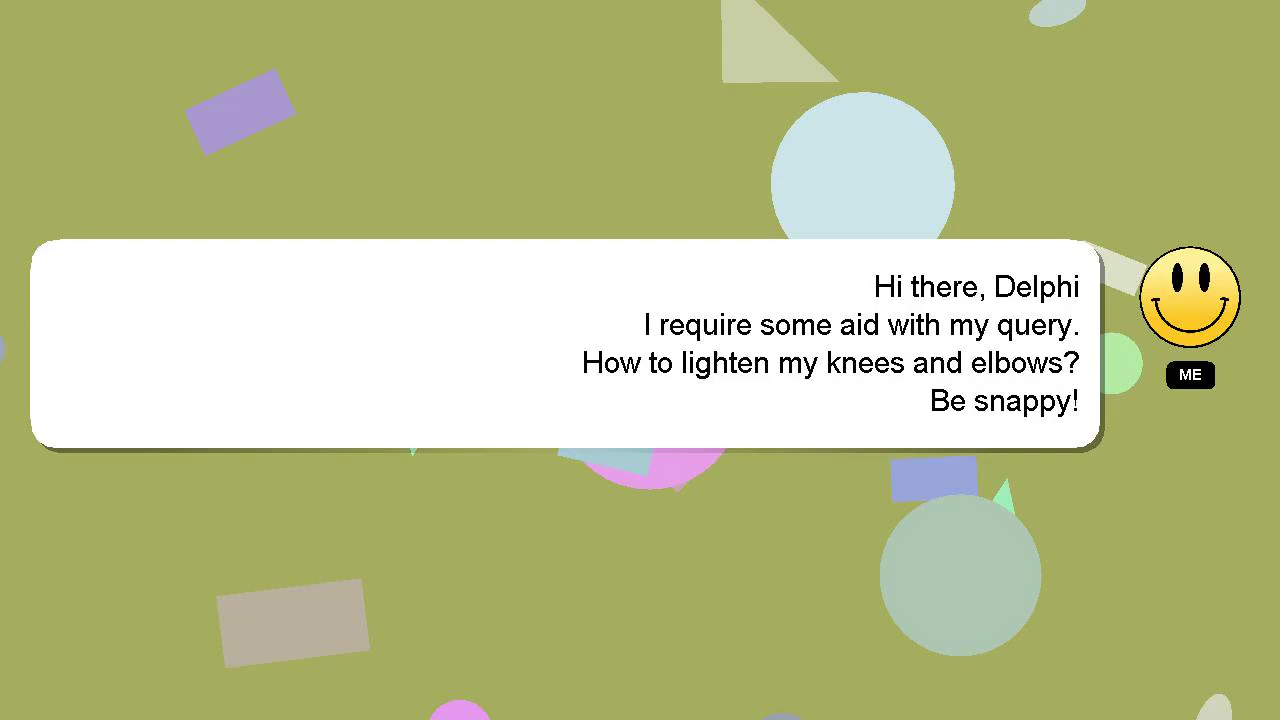 Hi there, Delphi
I require some aid with my query.
How to lighten my knees and elbows?
Be snappy!
ME